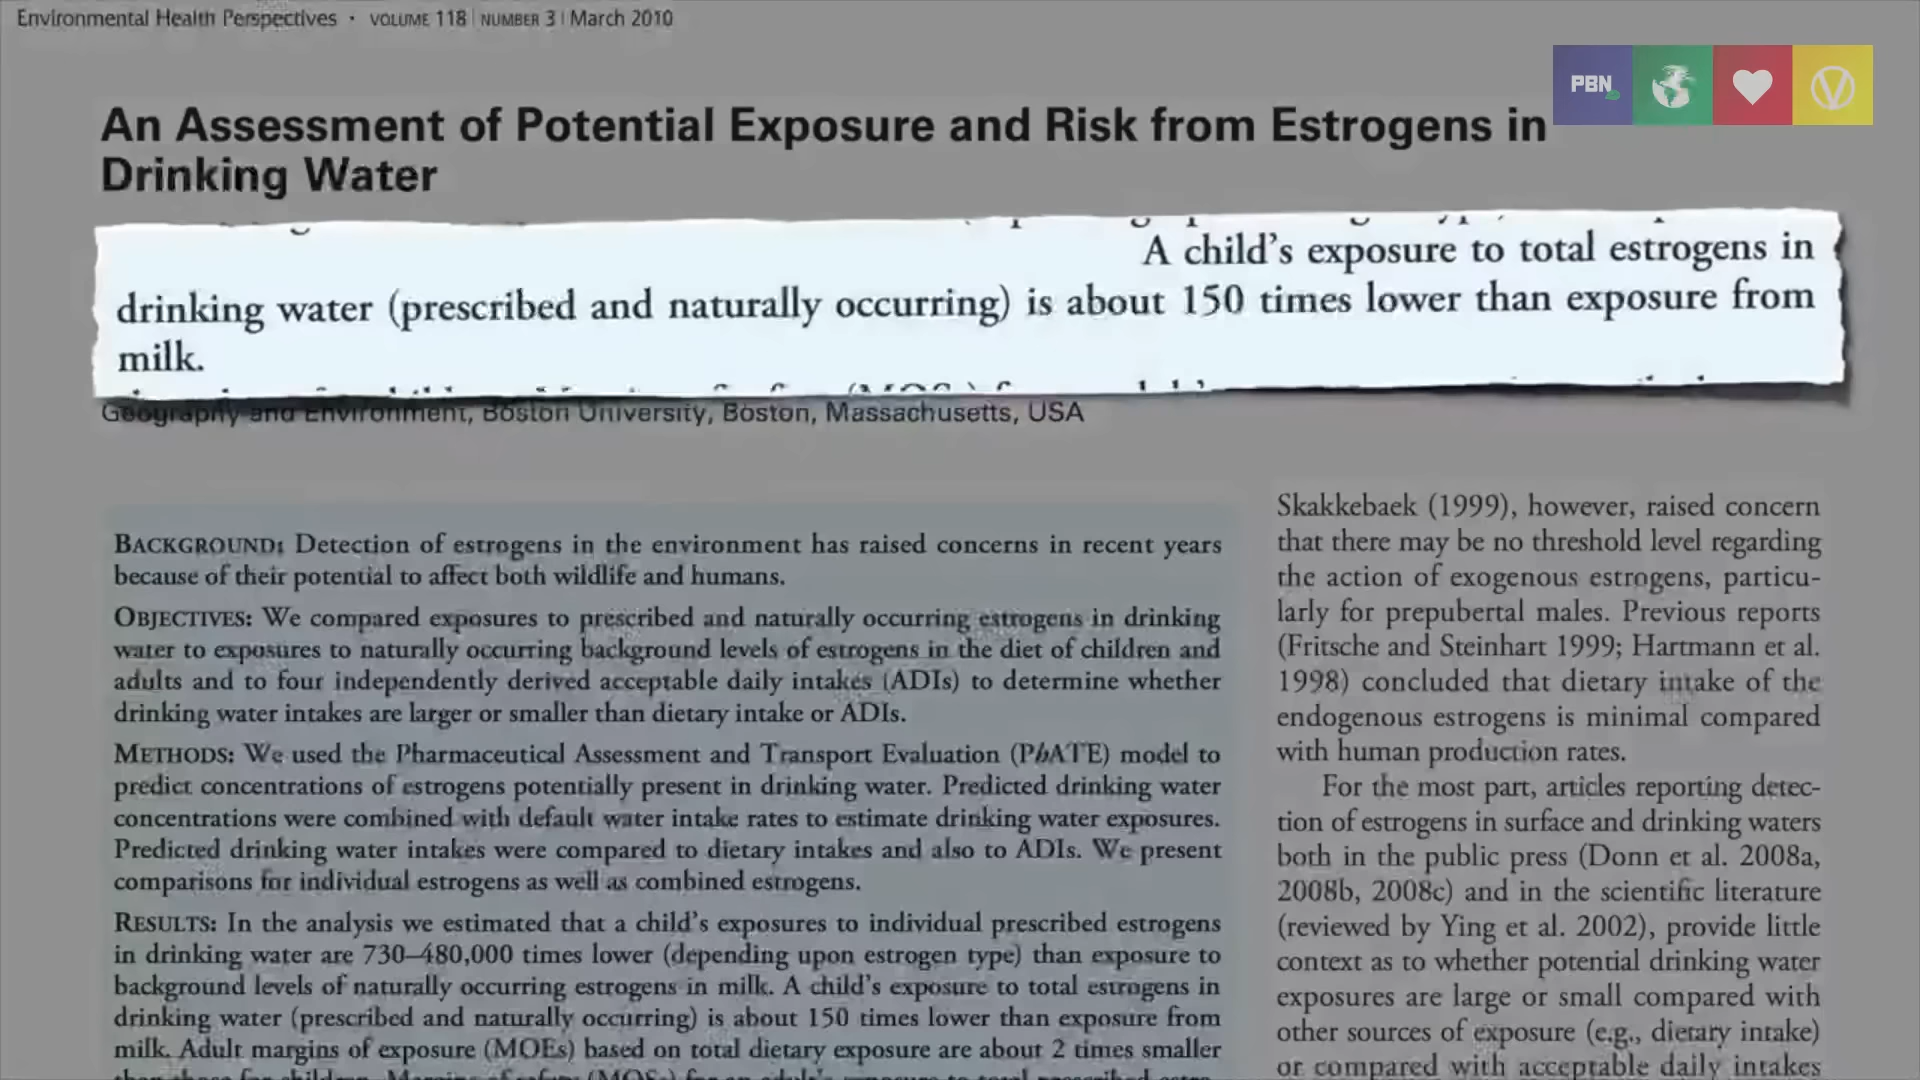 Environmental Health Perspectives • VOLUME 118 | NUMBER 3 | March 2010
PBN
An Assessment of Potential Exposure and Risk from Estrogens in
Drinking Water
A child's exposure to total estrogens in
drinking water (prescribed and naturally occurring) is about 150 times lower than exposure from
milk.
Geography and Environment, Boston University, Boston, Massachusetts, USA
BACKGROUND: Detection of estrogens in the environment has raised concerns in recent years
because of their potential to affect both wildlife and humans.
OBJECTIVES: We compared exposures to prescribed and naturally occurring estrogens in drinking
water to exposures to naturally occurring background levels of estrogens in the diet of children and
adults and to four independently derived acceptable daily intakes (ADIs) to determine whether
drinking water intakes are larger or smaller than dietary intake or ADIs.
METHODS: We used the Pharmaceutical Assessment and Transport Evaluation (PhATE) model to
predict concentrations of estrogens potentially present in drinking water. Predicted drinking water
concentrations were combined with default water intake rates to estimate drinking water exposures.
Predicted drinking water intakes were compared to dietary intakes and also to ADIs. We present
comparisons for individual estrogens as well as combined estrogens.
RESULTS: In the analysis we estimated that a child's exposures to individual prescribed estrogens
in drinking water are 730–480,000 times lower (depending upon estrogen type) than exposure to
background levels of naturally occurring estrogens in milk. A child's exposure to total estrogens in
drinking water (prescribed and naturally occurring) is about 150 times lower than exposure from
milk. Adult margins of exposure (MOEs) based on total dietary exposure are about 2 times smaller
Skakkebaek (1999), however, raised concern
that there may be no threshold level regarding
the action of exogenous estrogens, particu-
larly for prepubertal males. Previous reports
(Fritsche and Steinhart 1999; Hartmann et al.
1998) concluded that dietary intake of the
endogenous estrogens is minimal compared
with human production rates.
For the most part, articles reporting detec-
tion of estrogens in surface and drinking waters
both in the public press (Donn et al. 2008a,
2008b, 2008c) and in the scientific literature
(reviewed by Ying et al. 2002), provide little
context as to whether potential drinking water
exposures are large or small compared with
other sources of exposure (e.g., dietary intake)
or compared with acceptable daily intakes